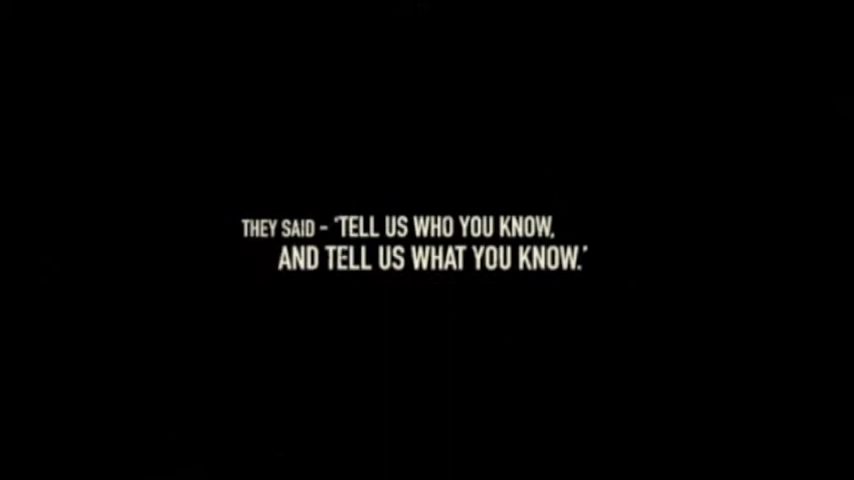 THEY SAID – 'TELL US WHO YOU KNOW,
AND TELL US WHAT YOU KNOW.'